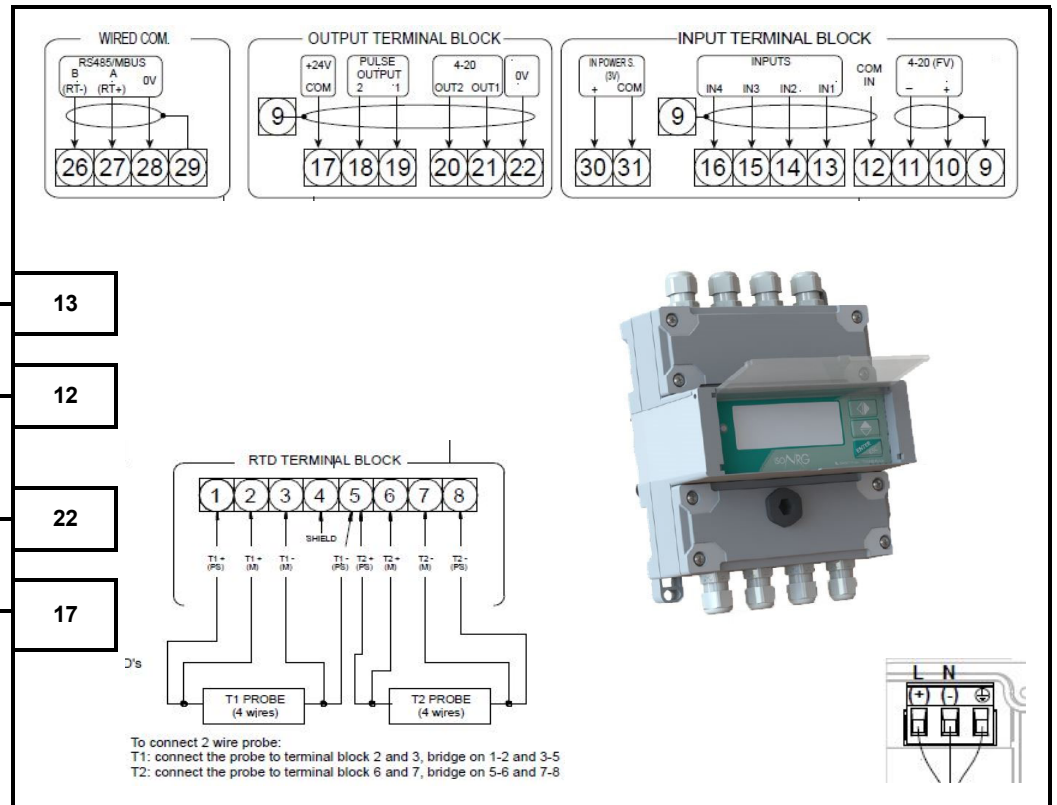 WIRED COM.
RS485/MBUS
B A 0V
(RT-) (RT+)
26 27 28 29
OUTPUT TERMINAL BLOCK
+24V PULSE OUTPUT 4-20 0V
COM 2 1 OUT2 OUT1
9
17 18 19 20 21 22
INPUT TERMINAL BLOCK
IN POWER S. (3V) INPUTS COM IN 4-20 (FV)
+ COM IN4 IN3 IN2 IN1 - +
9
30 31 16 15 14 13 12 11 10 9
13
12
22
17
RTD TERMINAL BLOCK
1 2 3 4 5 6 7 8
SHIELD
T1 + T1 + T1 - T1 - T2 + T2 + T2 - T2 -
(PS) (M) (M) (PS) (PS) (M) (M) (PS)
O's
T1 PROBE
(4 wires)
T2 PROBE
(4 wires)
To connect 2 wire probe:
T1: connect the probe to terminal block 2 and 3, bridge on 1-2 and 3-5
T2: connect the probe to terminal block 6 and 7, bridge on 5-6 and 7-8
soNRG
ENTER
L N
(+) (-)